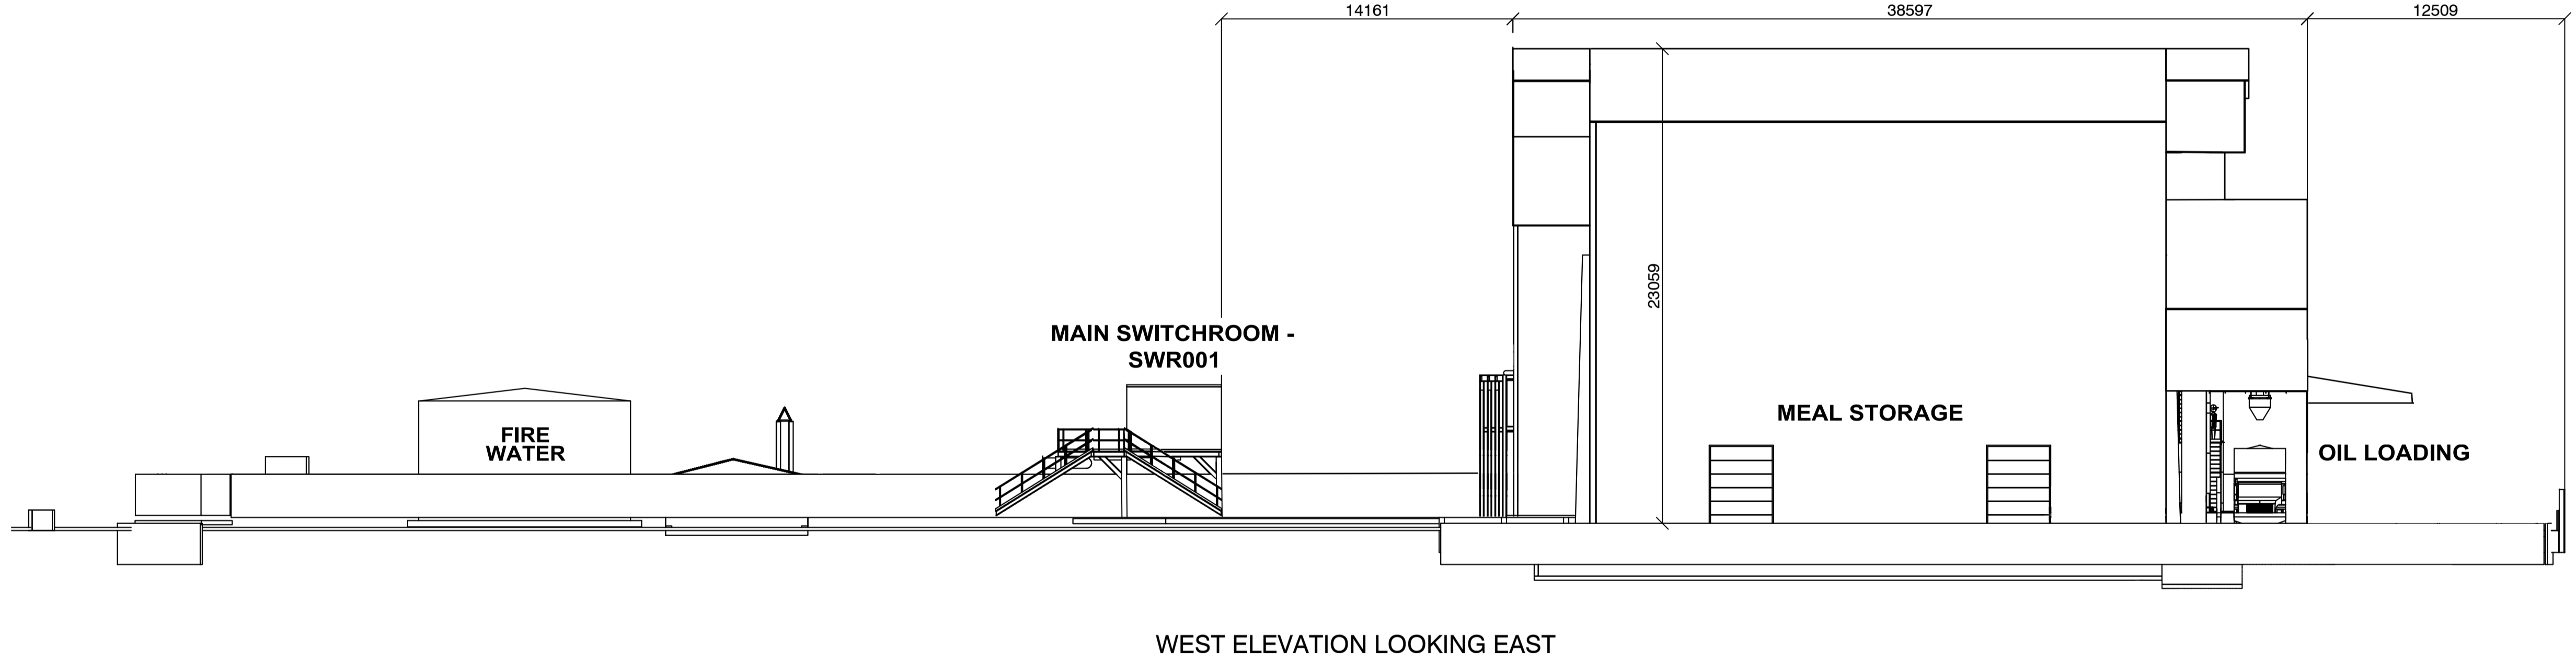 14161
38597
12509
23059
MAIN SWITCHROOM -
SWR001
FIRE
WATER
MEAL STORAGE
OIL LOADING
WEST ELEVATION LOOKING EAST